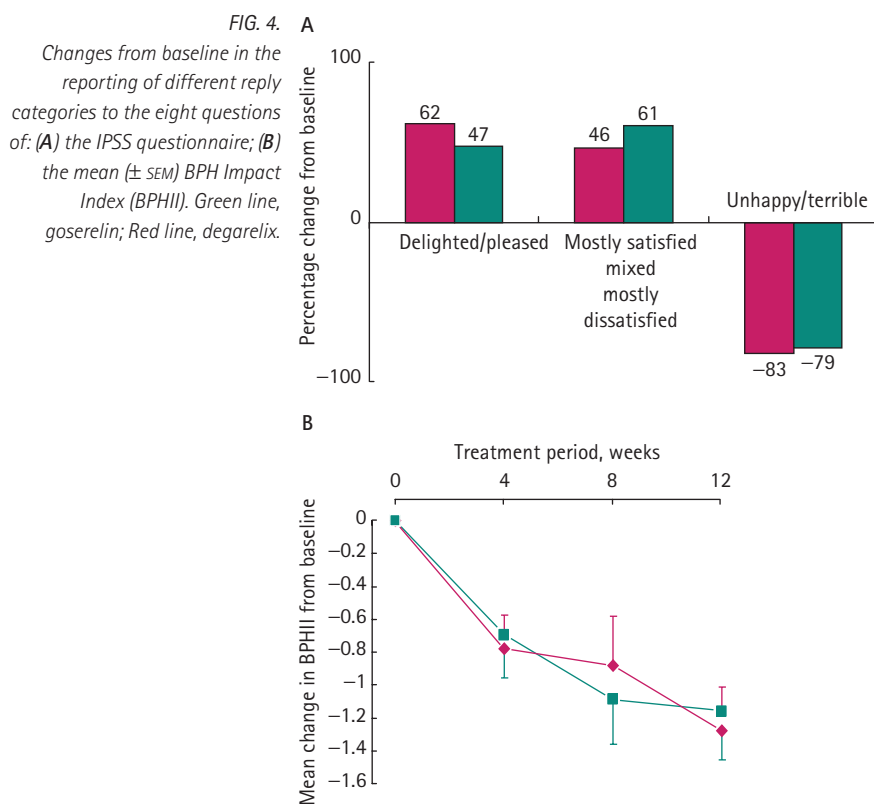 FIG. 4.
Changes from baseline in the
reporting of different reply
categories to the eight questions
of: (A) the IPSS questionnaire; (B)
the mean (± SEM) BPH Impact
Index (BPHII). Green line,
goserelin; Red line, degarelix.
A
Percentage change from baseline
100
0
−100
62
47
46
61
−83
−79
Delighted/pleased
Mostly satisfied
mixed
mostly
dissatisfied
Unhappy/terrible
B
Treatment period, weeks
0 4 8 12
Mean change in BPHII from baseline
0
−0.2
−0.4
−0.6
−0.8
−1
−1.2
−1.4
−1.6